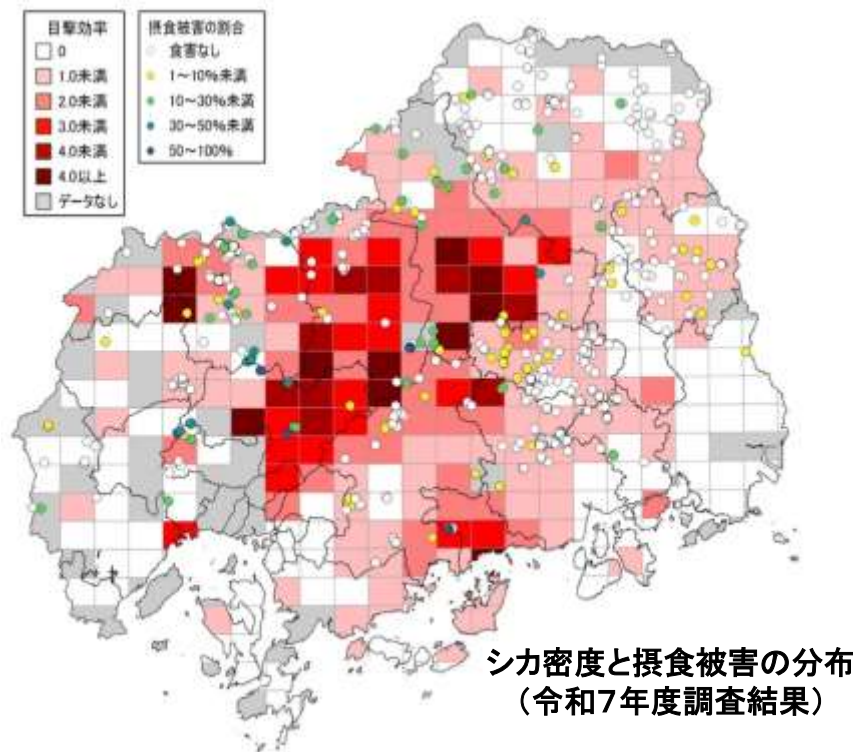 目撃効率
0
1.0未満
2.0未満
3.0未満
4.0未満
4.0以上
データなし
摂食被害の割合
食害なし
1～10%未満
10～30%未満
30～50%未満
50～100%
シカ密度と摂食被害の分布
（令和７年度調査結果）